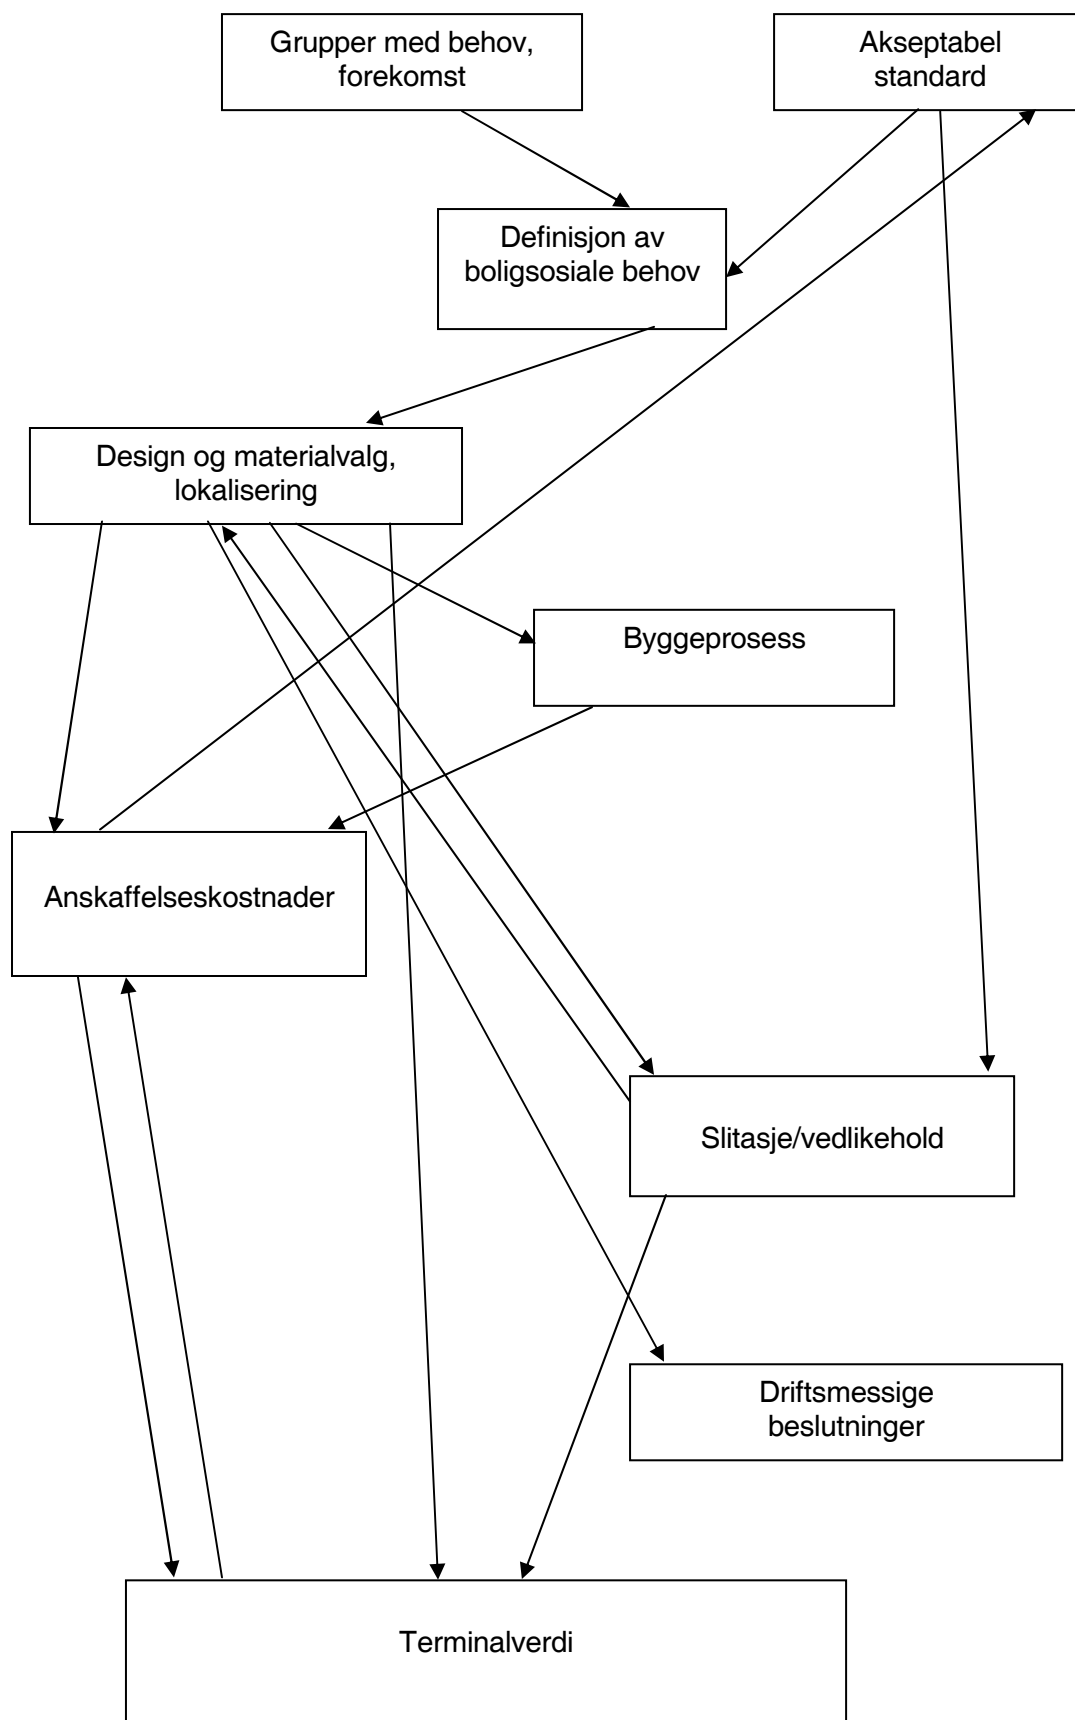 Grupper med behov,
forekomst
Akseptabel
standard
Definisjon av
boligsosiale behov
Design og materialvalg,
lokalisering
Byggeprosess
Anskaffelseskostnader
Slitasje/vedlikehold
Driftsmessige
beslutninger
Terminalverdi